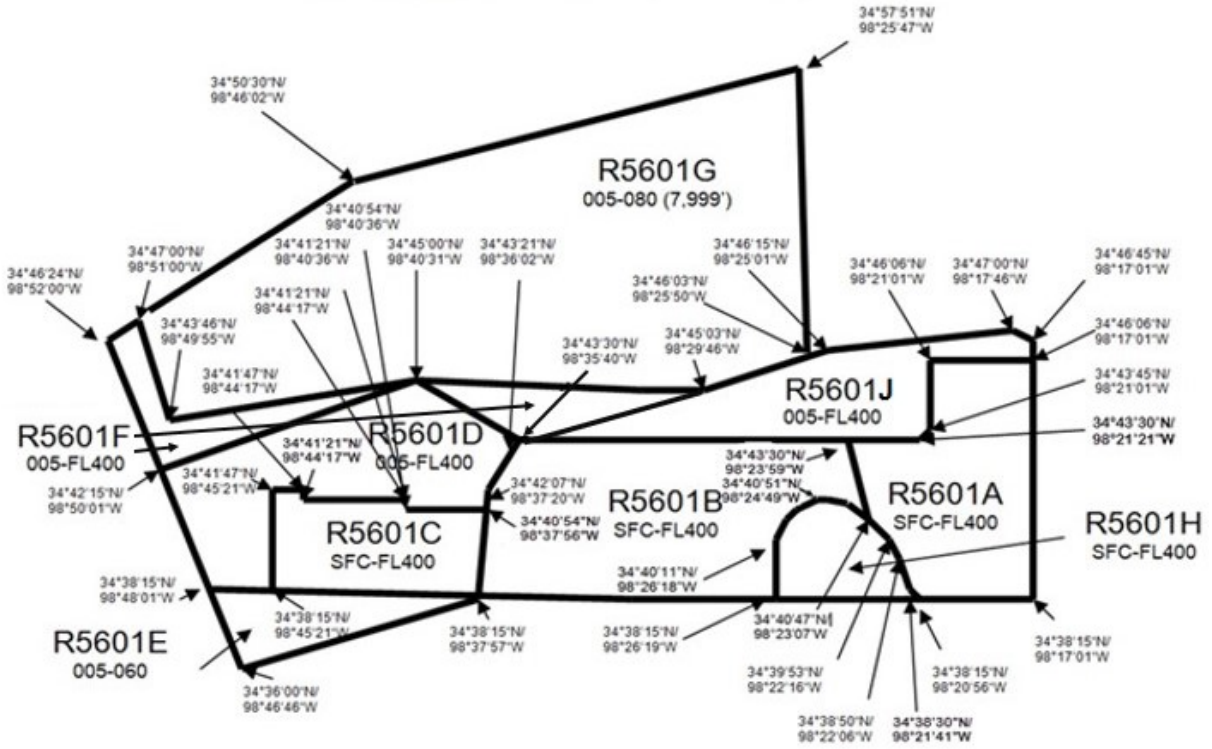 34°57'51"N/
98°25'47"W
34°50'30"N/
98°46'02"W
R5601G
005-080 (7,999')
34°40'54"N/
98°40'36"W
34°41'21"N/
98°40'36"W
34°45'00"N/
98°40'31"W
34°43'21"N/
98°36'02"W
34°46'15"N/
98°25'01"W
34°47'00"N/
98°51'00"W
34°46'24"N/
98°52'00"W
34°46'03"N/
98°25'50"W
34°46'06"N/
98°21'01"W
34°47'00"N/
98°17'46"W
34°46'45"N/
98°17'01"W
34°41'21"N/
98°44'17"W
34°43'46"N/
98°49'55"W
34°43'30"N/
98°35'40"W
34°45'03"N/
98°29'46"W
34°46'06"N/
98°17'01"W
34°41'47"N/
98°44'17"W
R5601J
005-FL400
34°43'45"N/
98°21'01"W
R5601F
005-FL400
R5601D
005-FL400
34°43'30"N/
98°21'21"W
34°41'21"N/
98°44'17"W
34°43'30"N/
98°23'59"W
34°41'47"N/
98°45'21"W
34°42'15"N/
98°50'01"W
34°42'07"N/
98°37'20"W
34°40'51"N/
98°24'49"W
R5601B
SFC-FL400
R5601A
SFC-FL400
R5601C
SFC-FL400
34°40'54"N/
98°37'56"W
R5601H
SFC-FL400
34°40'11"N/
98°26'18"W
34°38'15"N/
98°48'01"W
34°38'15"N/
98°45'21"W
34°38'15"N/
98°37'57"W
34°38'15"N/
98°26'19"W
34°40'47"N/
98°23'07"W
34°38'15"N/
98°17'01"W
R5601E
005-060
34°36'00"N/
98°46'46"W
34°39'53"N/
98°22'16"W
34°38'15"N/
98°20'56"W
34°38'50"N/
98°22'06"W
34°38'30"N/
98°21'41"W